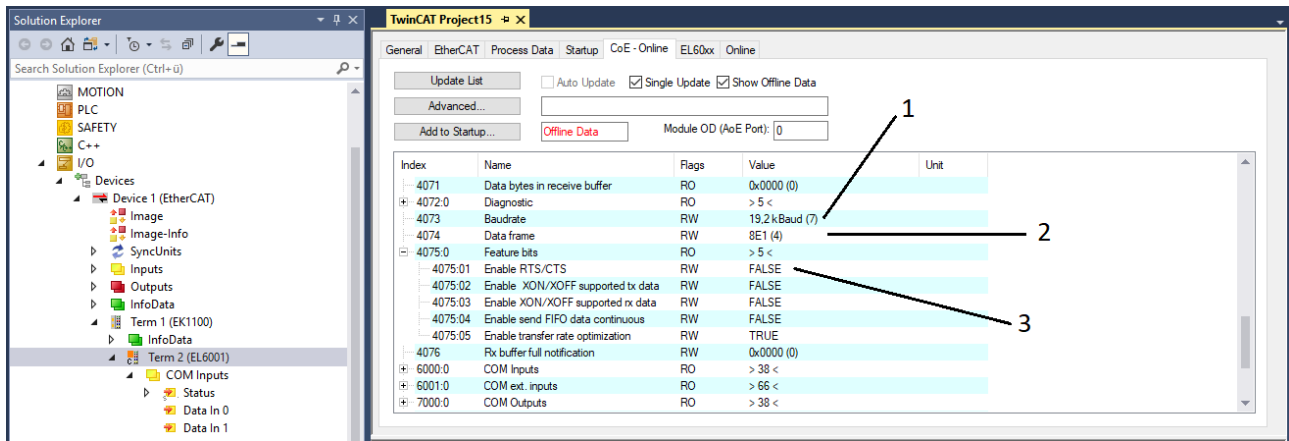 Solution Explorer
Search Solution Explorer (Ctrl+ü)
MOTION
PLC
SAFETY
C++
I/O
Devices
Device 1 (EtherCAT)
Image
Image-Info
SyncUnits
Inputs
Outputs
InfoData
Term 1 (EK1100)
InfoData
Term 2 (EL6001)
COM Inputs
Status
Data In 0
Data In 1
TwinCAT Project15
General EtherCAT Process Data Startup CoE - Online EL60xx Online
Update List Auto Update Single Update Show Offline Data
Advanced...
Add to Startup... Offline Data Module OD (AoE Port): 0
1
Index Name Flags Value Unit
4071 Data bytes in receive buffer RO 0x0000 (0)
4072:0 Diagnostic RO > 5 <
4073 Baudrate RW 19,2 kBaud (7)
4074 Data frame RW 8E1 (4)
2
4075:0 Feature bits RO > 5 <
4075:01 Enable RTS/CTS RW FALSE
4075:02 Enable XON/XOFF supported tx data RW FALSE
4075:03 Enable XON/XOFF supported rx data RW FALSE
4075:04 Enable send FIFO data continuous RW FALSE
3
4075:05 Enable transfer rate optimization RW TRUE
4076 Rx buffer full notification RW 0x0000 (0)
6000:0 COM Inputs RO > 38 <
6001:0 COM ext. inputs RO > 66 <
7000:0 COM Outputs RO > 38 <